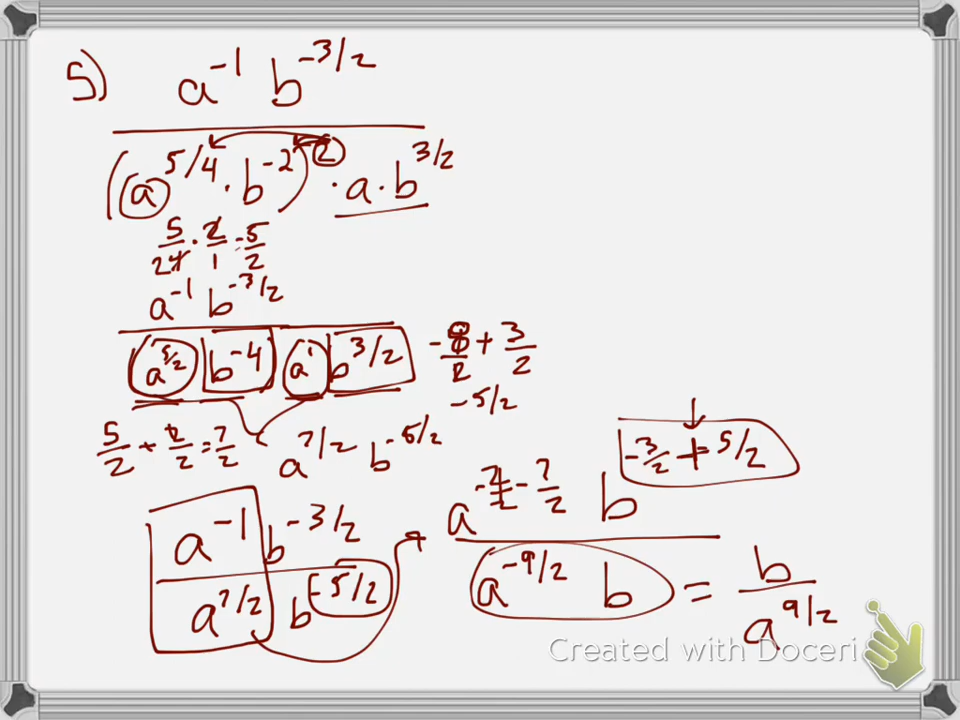 5) a^-1 b^-3/2
(a^5/4 · b^-2)^2 · a · b^3/2
5/24 · 2/1 = 5/2
a^-1 b^-3/2
a^5/2 b^-4 a^1 b^3/2
-8/2 + 3/2
-5/2
5/2 + 2/2 = 7/2
a^7/2 b^-5/2
a^-1 b^-3/2
a^7/2 b^-5/2
a^-2/2 - 7/2 b^-3/2 + 5/2
a^-9/2 b = b/a^9/2
Created with Doceri